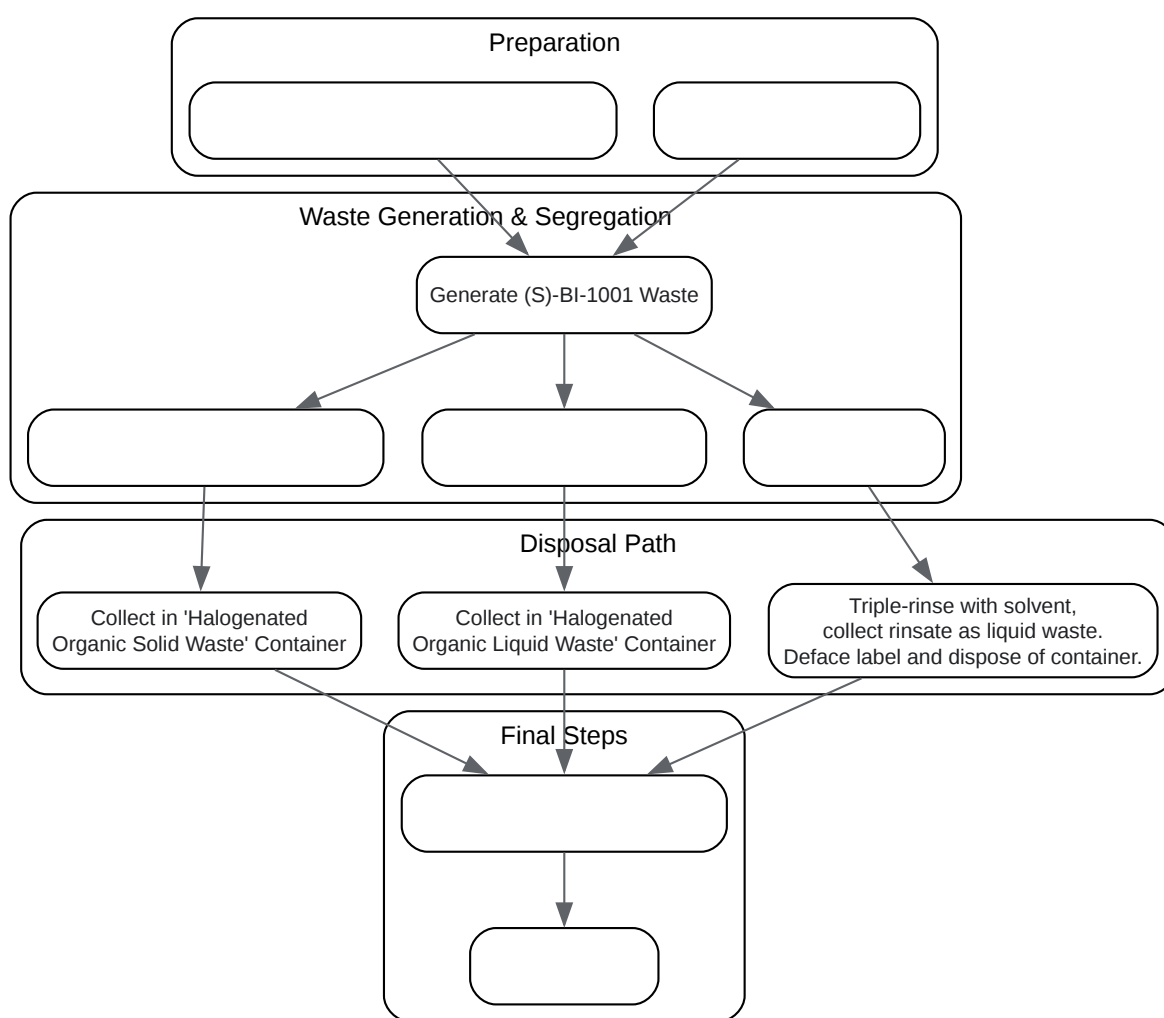 Preparation
Waste Generation & Segregation
Generate (S)-BI-1001 Waste
Disposal Path
Collect in 'Halogenated
Organic Solid Waste' Container
Collect in 'Halogenated
Organic Liquid Waste' Container
Triple-rinse with solvent,
collect rinsate as liquid waste.
Deface label and dispose of container.
Final Steps